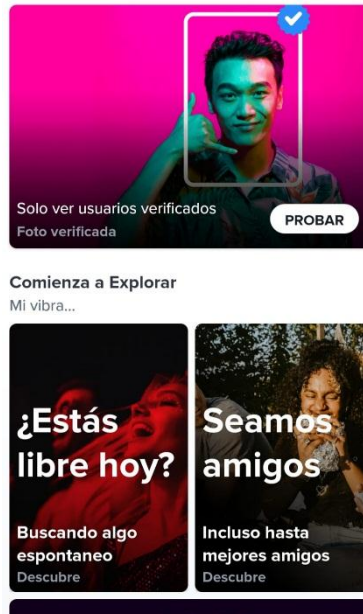 Solo ver usuarios verificados
Foto verificada
PROBAR
Comienza a Explorar
Mi vibra...
¿Estás
libre hoy?
Buscando algo
espontaneo
Descubre
Seamos
amigos
Incluso hasta
mejores amigos
Descubre